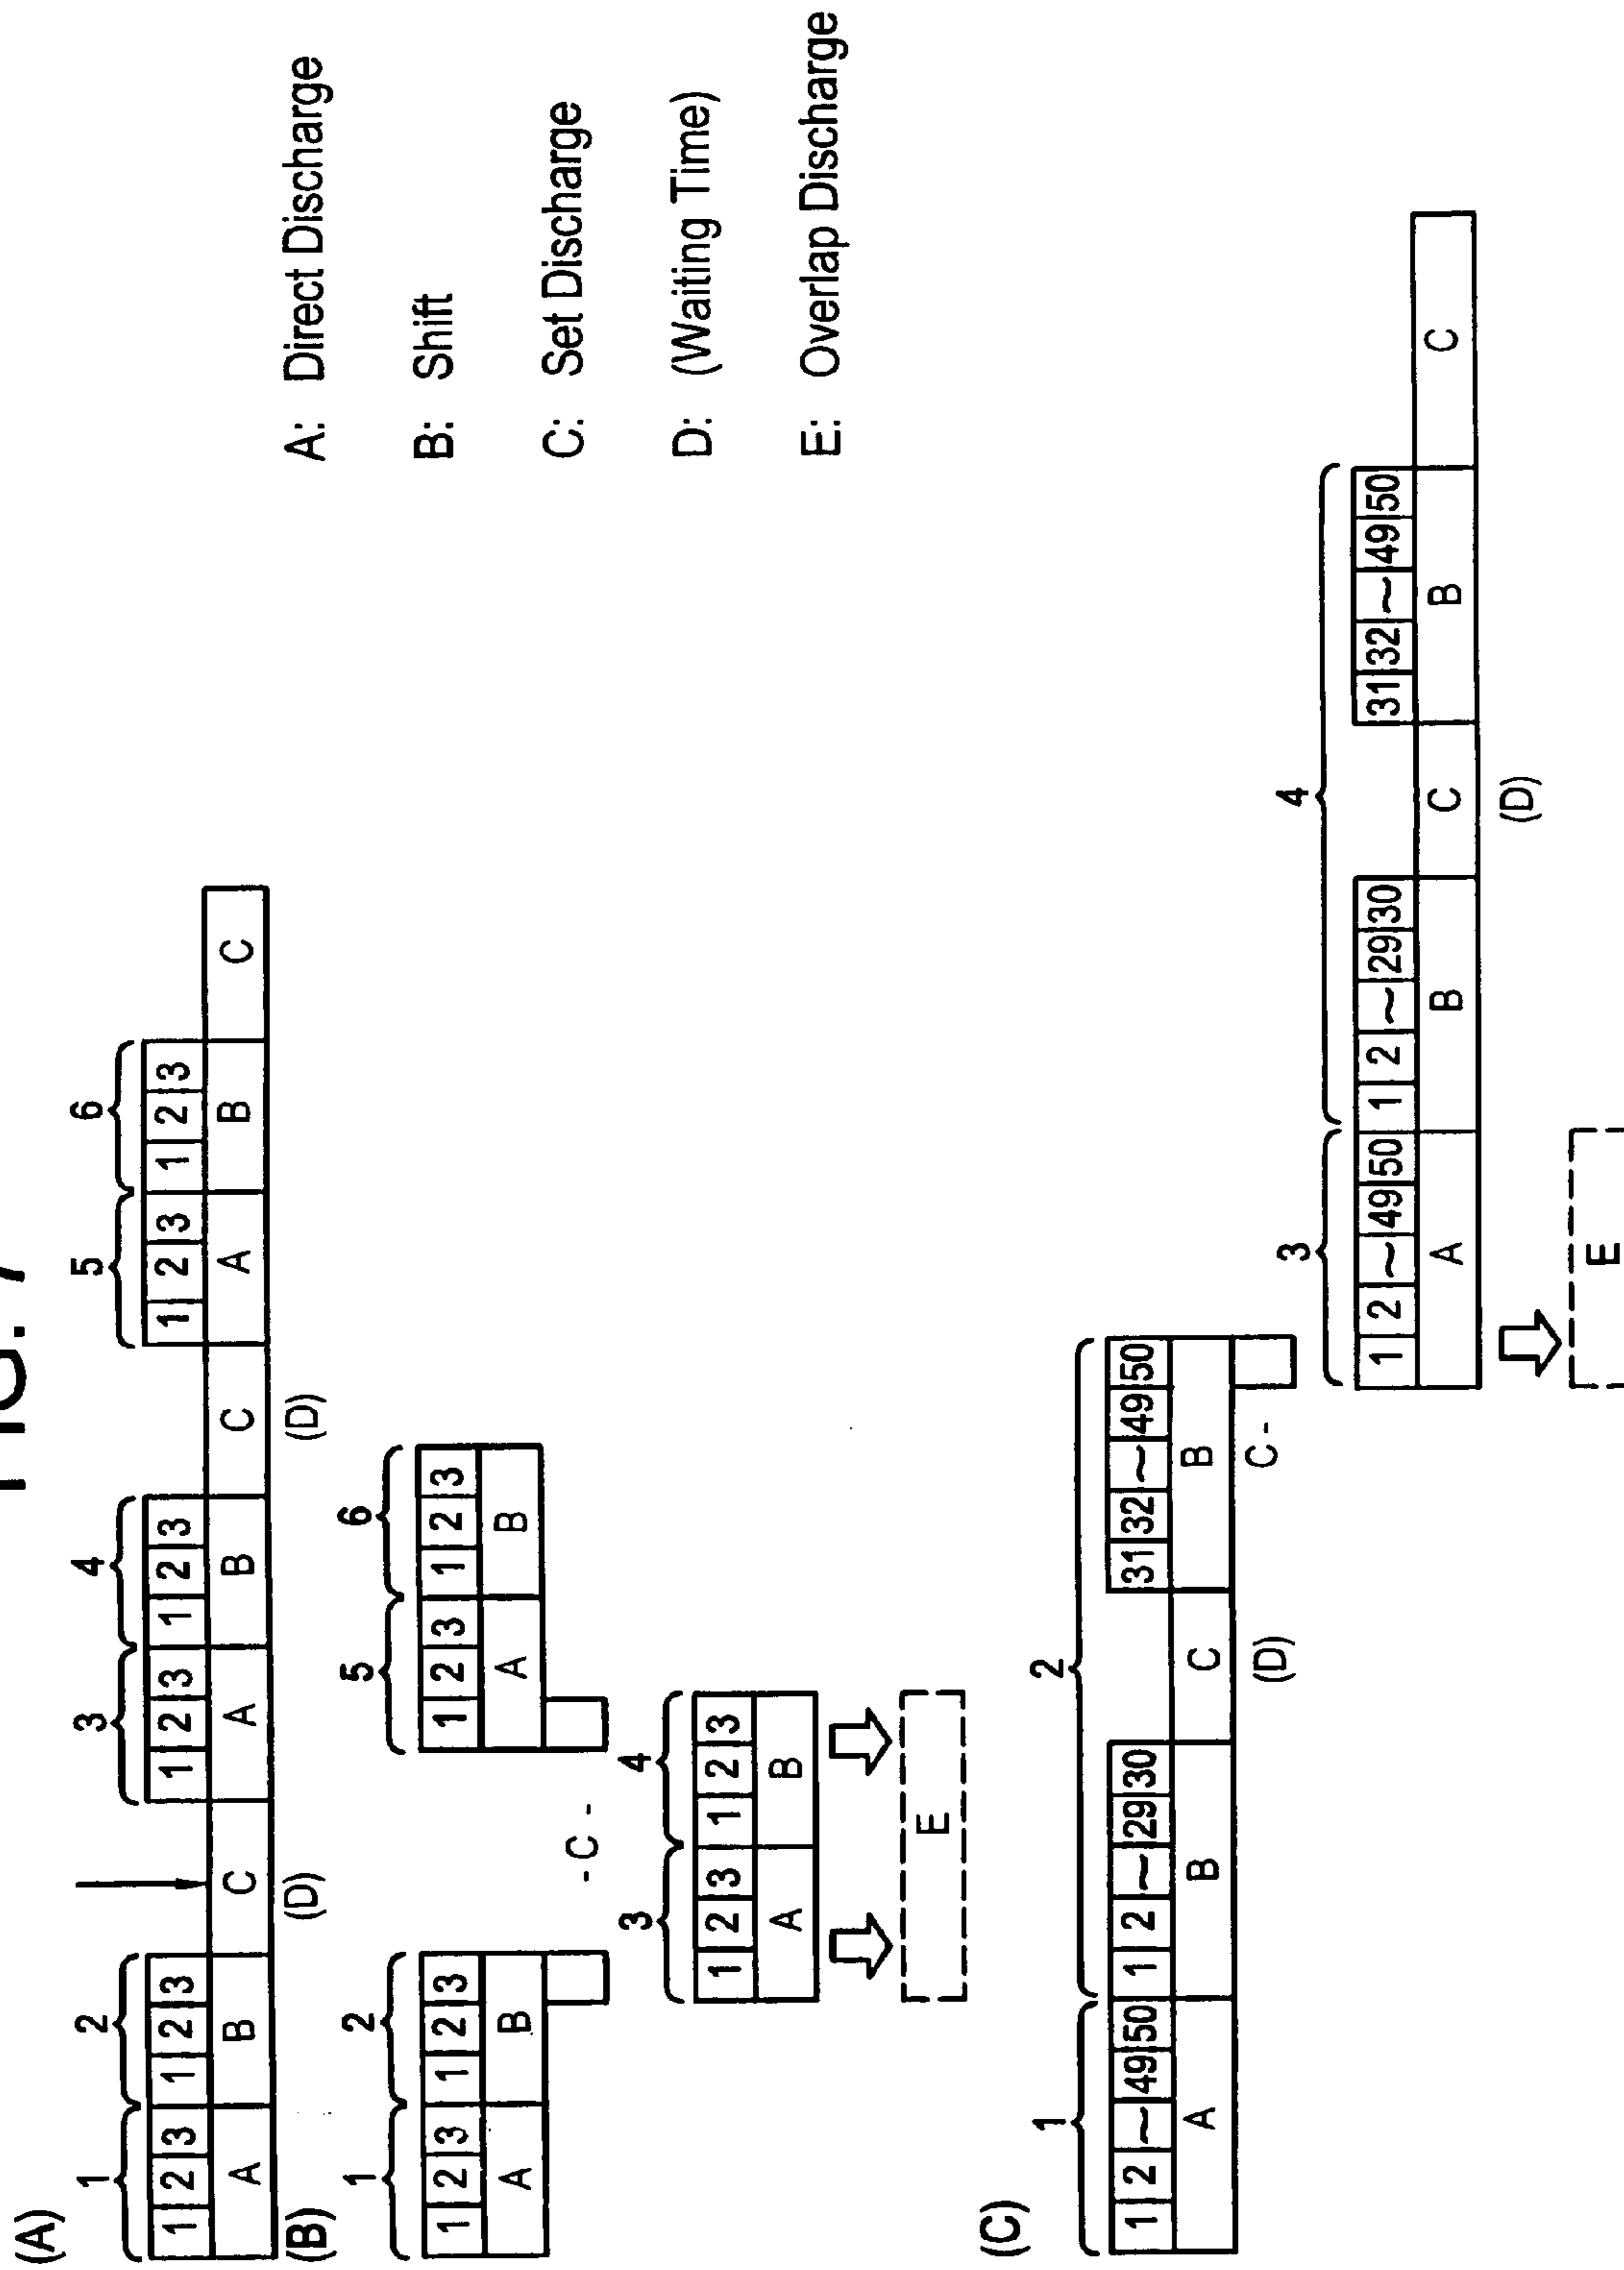 FIG.
(A)
1 2 3 4 5 6
1 2 3 1 2 3 1 2 3 1 2 3 1 2 3 1 2 3
A B C A B C A B C
(D) (D)
(B)
1 2 5 6
1 2 3 1 2 3 1 2 3 1 2 3
A B A B
- C -
3 4
1 2 3 1 2 3
A B
E
A: Direct Discharge
B: Shift
C: Set Discharge
D: (Waiting Time)
E: Overlap Discharge
(C)
1 2
1 2 ~ 49 50 1 2 ~ 29 30 31 32 ~ 49 50
A B C B
(D) C -
3 4
1 2 ~ 49 50 1 2 ~ 29 30 31 32 ~ 49 50
A B C B C
(D)
E